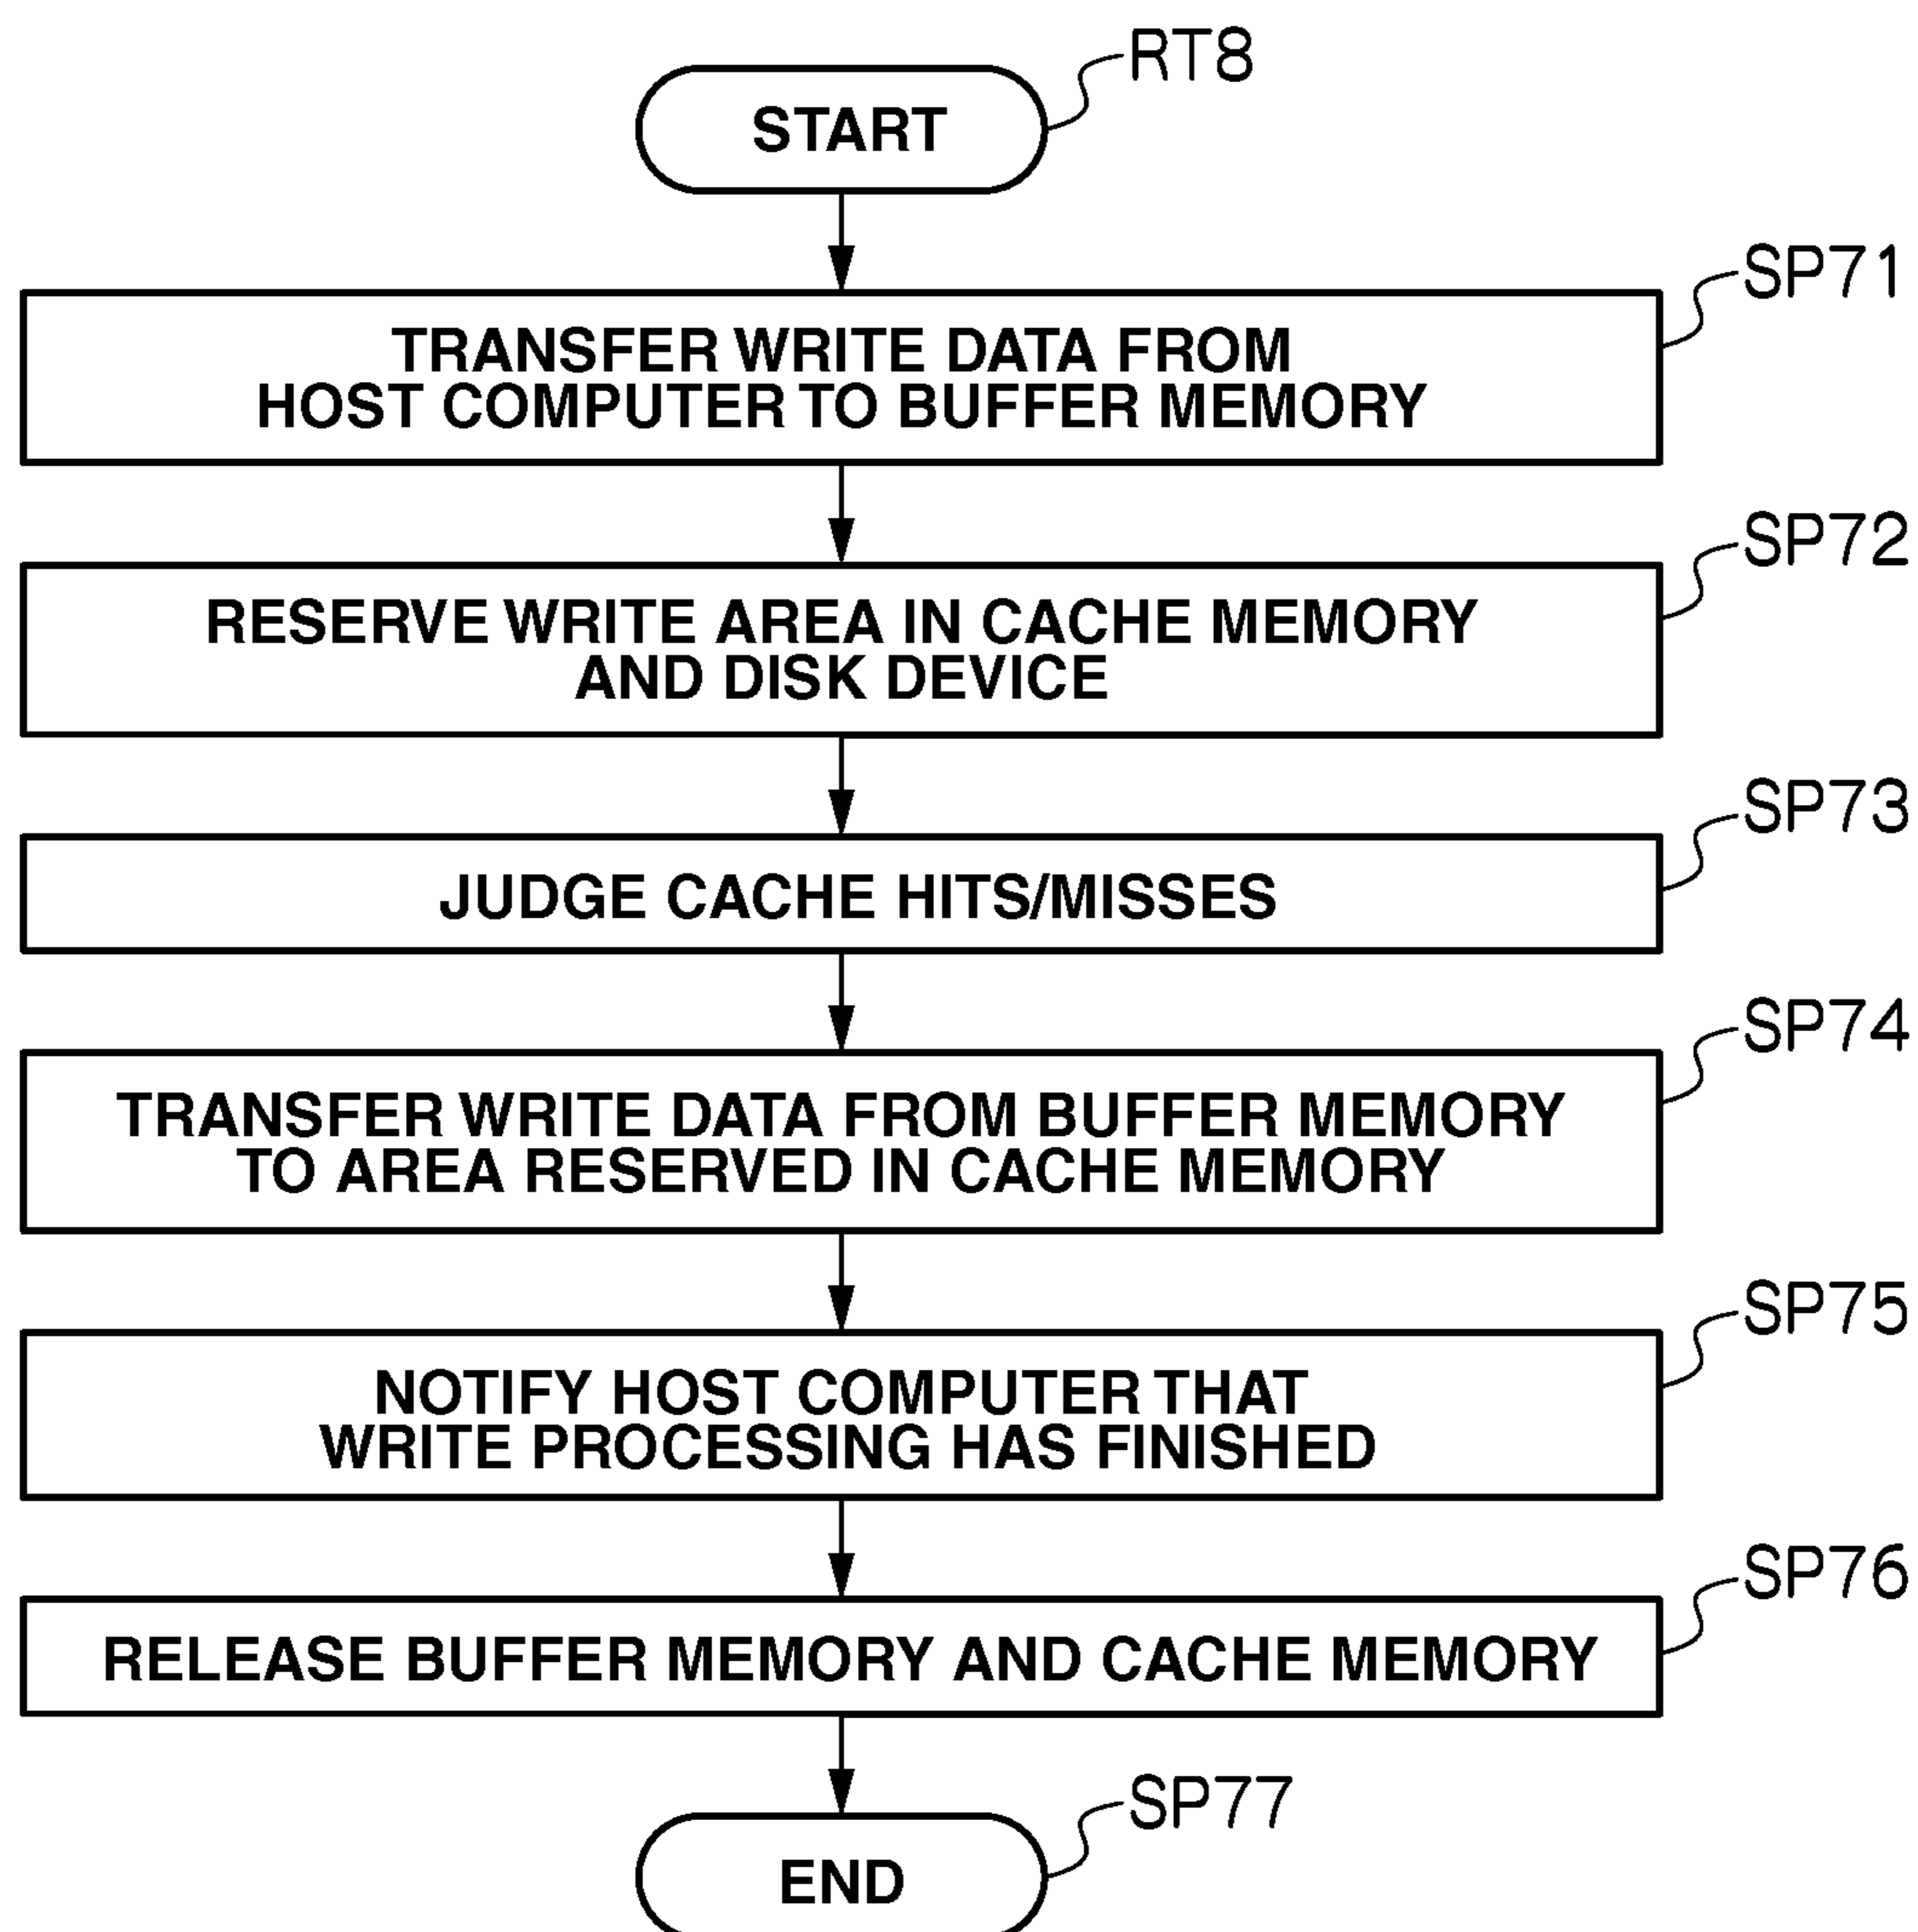 RT8
START
SP71
TRANSFER WRITE DATA FROM
HOST COMPUTER TO BUFFER MEMORY
SP72
RESERVE WRITE AREA IN CACHE MEMORY
AND DISK DEVICE
SP73
JUDGE CACHE HITS/MISSES
SP74
TRANSFER WRITE DATA FROM BUFFER MEMORY
TO AREA RESERVED IN CACHE MEMORY
SP75
NOTIFY HOST COMPUTER THAT
WRITE PROCESSING HAS FINISHED
SP76
RELEASE BUFFER MEMORY AND CACHE MEMORY
SP77
END